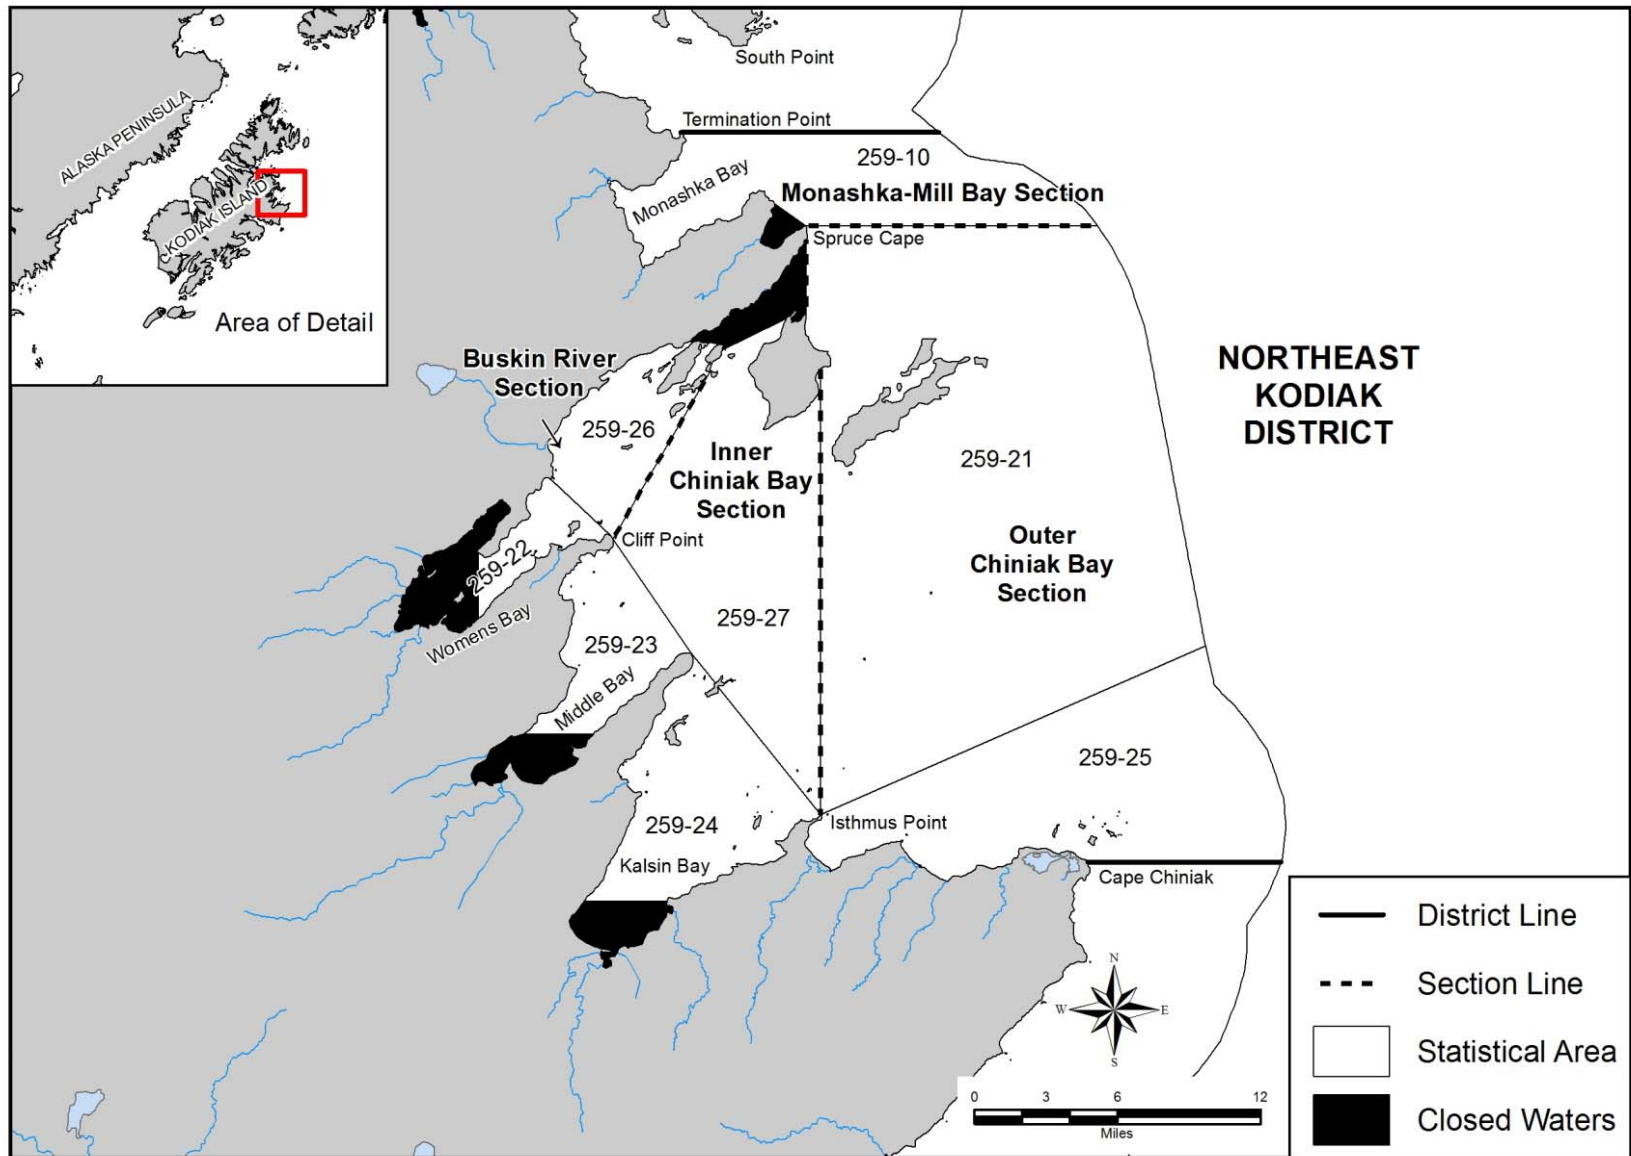 ALASKA PENINSULA
KODIAK ISLAND
Area of Detail
South Point
Termination Point
259-10
Monashka Bay
Monashka-Mill Bay Section
Spruce Cape
Buskin River
Section
259-26
Inner
Chiniak Bay
Section
259-21
NORTHEAST
KODIAK
DISTRICT
Outer
Chiniak Bay
Section
Cliff Point
259-22
Womens Bay
259-27
259-23
Middle Bay
259-25
259-24
Isthmus Point
Kalsin Bay
Cape Chiniak
N
W
E
S
0 3 6 12
Miles
District Line
Section Line
Statistical Area
Closed Waters